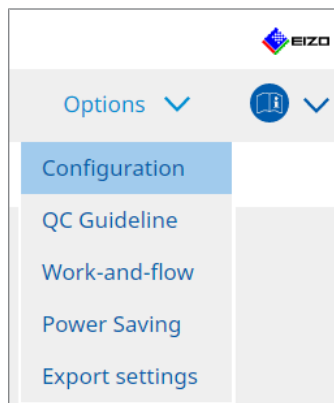 EIZO
Options
Configuration
QC Guideline
Work-and-flow
Power Saving
Export settings